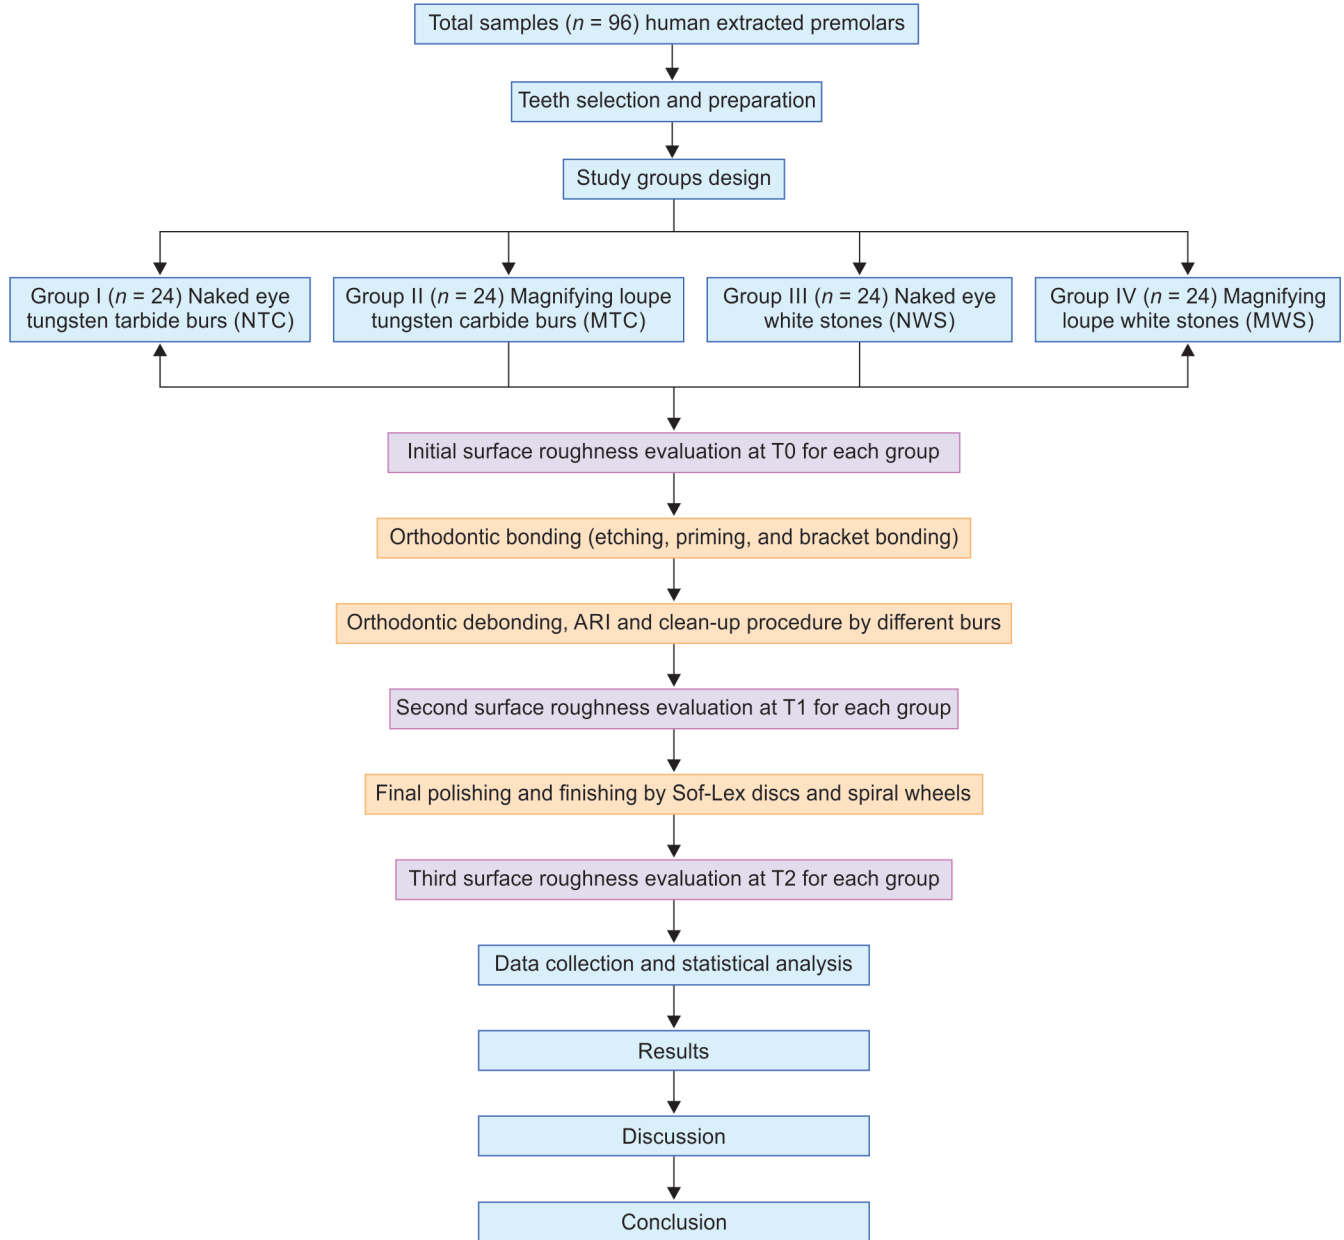 Total samples (n = 96) human extracted premolars
Teeth selection and preparation
Study groups design
Group I (n = 24) Naked eye
tungsten tarbide burs (NTC)
Group II (n = 24) Magnifying loupe
tungsten carbide burs (MTC)
Group III (n = 24) Naked eye
white stones (NWS)
Group IV (n = 24) Magnifying
loupe white stones (MWS)
Initial surface roughness evaluation at T0 for each group
Orthodontic bonding (etching, priming, and bracket bonding)
Orthodontic debonding, ARI and clean-up procedure by different burs
Second surface roughness evaluation at T1 for each group
Final polishing and finishing by Sof-Lex discs and spiral wheels
Third surface roughness evaluation at T2 for each group
Data collection and statistical analysis
Results
Discussion
Conclusion